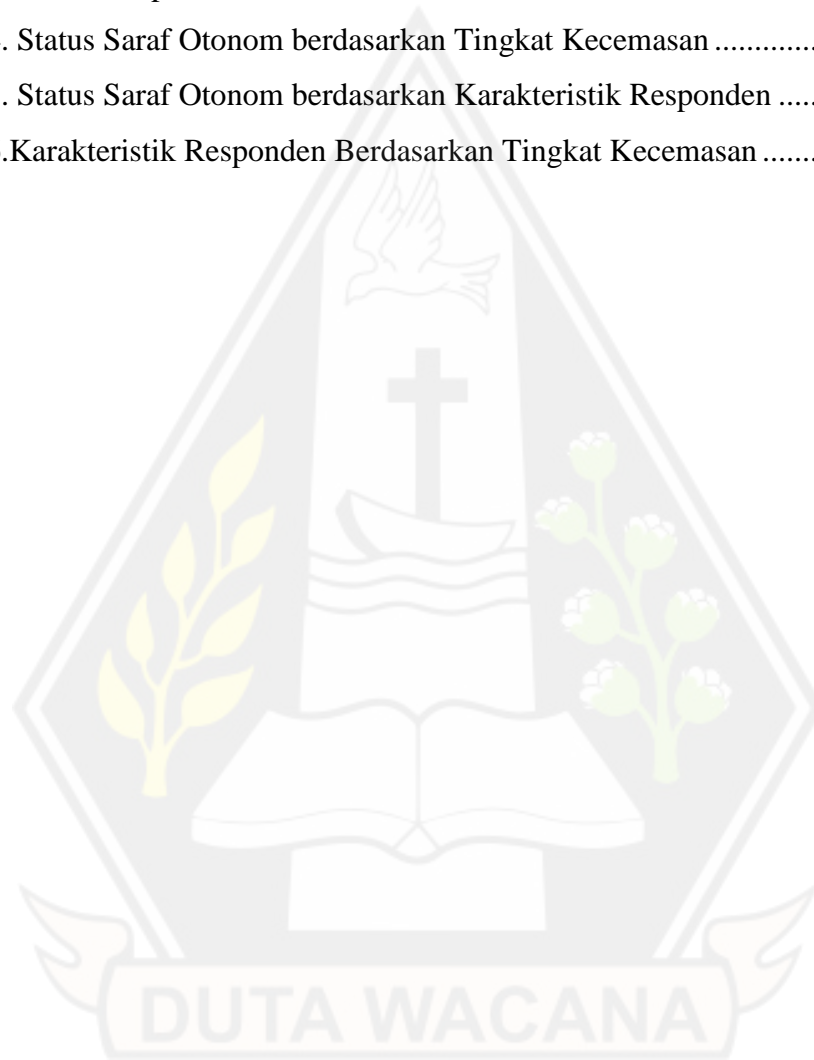 . Status Saraf Otonom berdasarkan Tingkat Kecemasan .............
. Status Saraf Otonom berdasarkan Karakteristik Responden .....
.Karakteristik Responden Berdasarkan Tingkat Kecemasan .......
DUTA WACANA